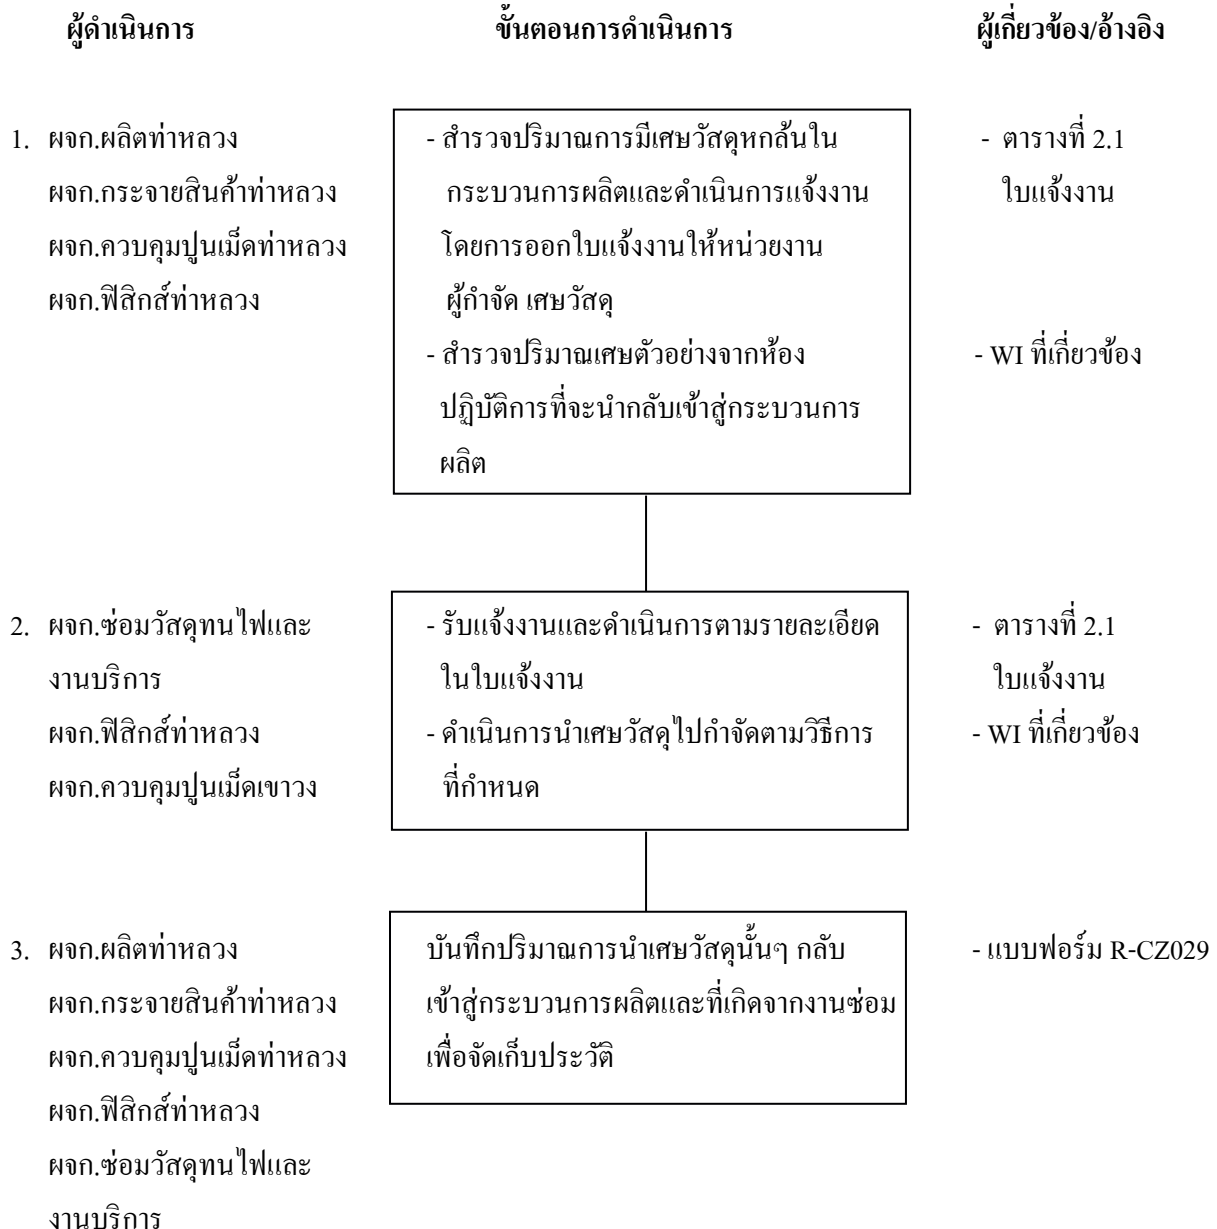 ผู้ดำเนินการ ขั้นตอนการดำเนินการ ผู้เกี่ยวข้อง/อ้างอิง
1. ผจก.ผลิตท่าหลวง
ผจก.กระจายสินค้าท่าหลวง
ผจก.ควบคุมปูนเม็ดท่าหลวง
ผจก.ฟิสิกส์ท่าหลวง
- สำรวจปริมาณการมีเศษวัสดุหกล้นใน
กระบวนการผลิตและดำเนินการแจ้งงาน
โดยการออกใบแจ้งงานให้หน่วยงาน
ผู้กำจัด เศษวัสดุ
- สำรวจปริมาณเศษตัวอย่างจากห้อง
ปฏิบัติการที่จะนำกลับเข้าสู่กระบวนการ
ผลิต
- ตารางที่ 2.1
ใบแจ้งงาน
- WI ที่เกี่ยวข้อง
2. ผจก.ซ่อมวัสดุทนไฟและ
งานบริการ
ผจก.ฟิสิกส์ท่าหลวง
ผจก.ควบคุมปูนเม็ดเขาวง
- รับแจ้งงานและดำเนินการตามรายละเอียด
ในใบแจ้งงาน
- ดำเนินการนำเศษวัสดุไปกำจัดตามวิธีการ
ที่กำหนด
- ตารางที่ 2.1
ใบแจ้งงาน
- WI ที่เกี่ยวข้อง
3. ผจก.ผลิตท่าหลวง
ผจก.กระจายสินค้าท่าหลวง
ผจก.ควบคุมปูนเม็ดท่าหลวง
ผจก.ฟิสิกส์ท่าหลวง
ผจก.ซ่อมวัสดุทนไฟและ
งานบริการ
บันทึกปริมาณการนำเศษวัสดุนั้นๆ กลับ
เข้าสู่กระบวนการผลิตและที่เกิดจากงานซ่อม
เพื่อจัดเก็บประวัติ
- แบบฟอร์ม R-CZ029